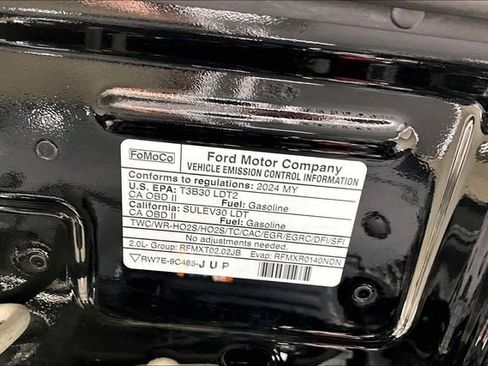 FoMoCo
Ford Motor Company
VEHICLE EMISSION CONTROL INFORMATION
Conforms to regulations: 2024 MY
U.S. EPA: T3B30 LDT2
CA OBD II Fuel: Gasoline
California: SULEV30 LDT
CA OBD II Fuel: Gasoline
TWC/WR-HO2S/HO2S/TC/CAC/EGR/EGRC/DFI/SFI
No adjustments needed.
2.0L- Group: RFMXT02.02JB Evap: RFMXR0140NDN
RW7E-9C485-JUP